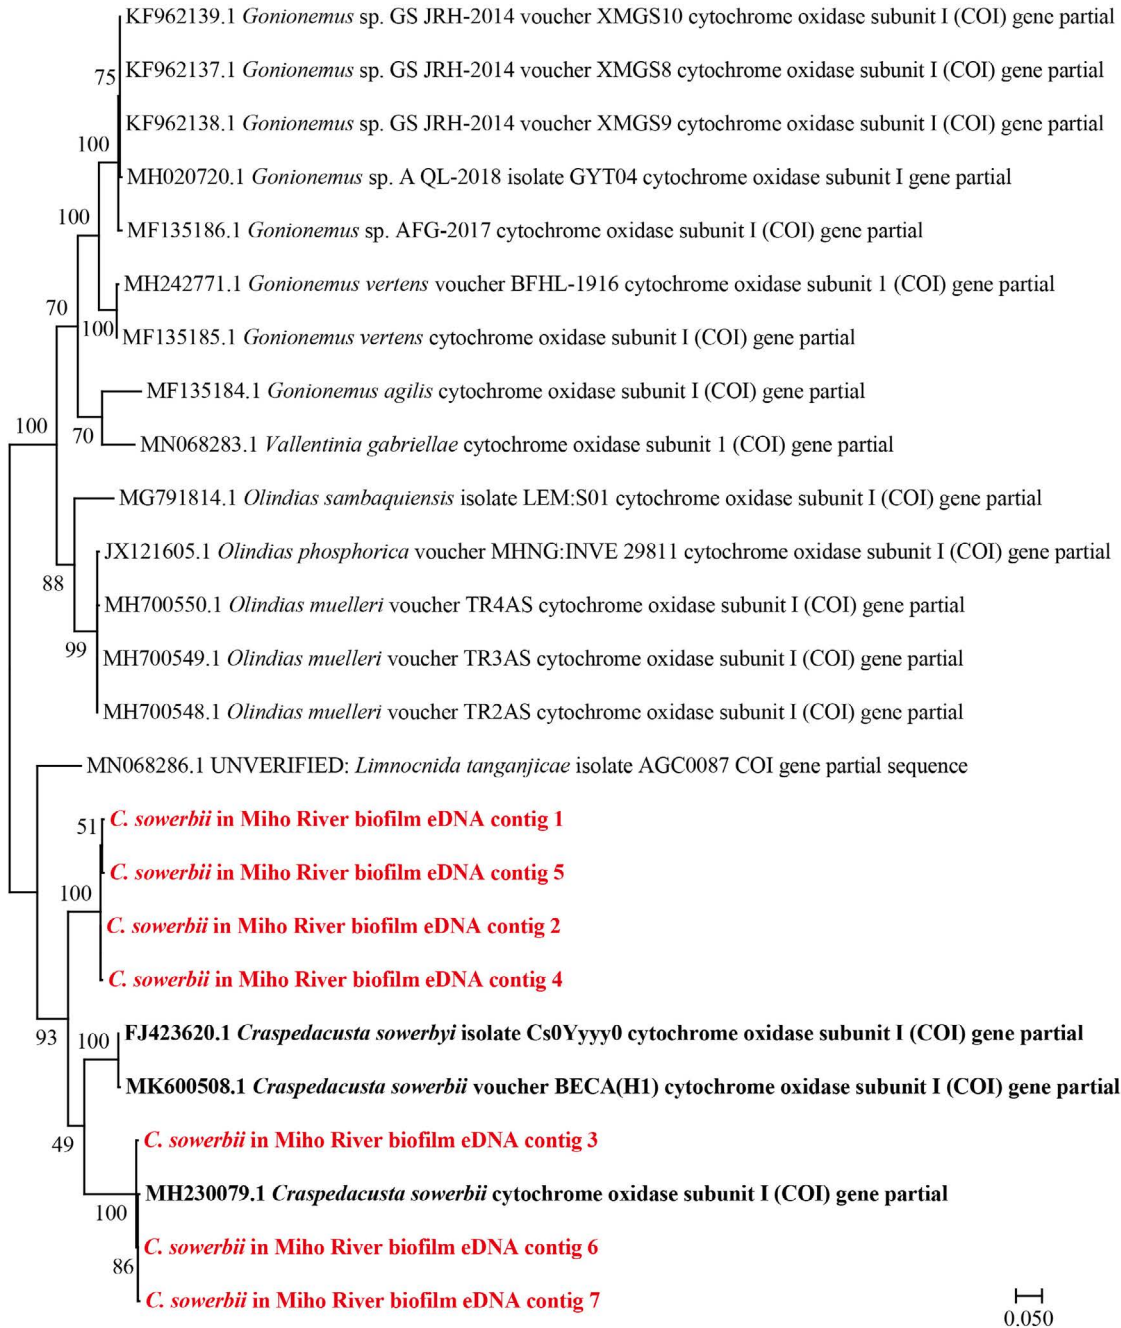 KF962139.1 Gonionemus sp. GS JRH-2014 voucher XMGS10 cytochrome oxidase subunit I (COI) gene partial
75
KF962137.1 Gonionemus sp. GS JRH-2014 voucher XMGS8 cytochrome oxidase subunit I (COI) gene partial
KF962138.1 Gonionemus sp. GS JRH-2014 voucher XMGS9 cytochrome oxidase subunit I (COI) gene partial
100
MH020720.1 Gonionemus sp. A QL-2018 isolate GYT04 cytochrome oxidase subunit I gene partial
100
MF135186.1 Gonionemus sp. AFG-2017 cytochrome oxidase subunit I (COI) gene partial
MH242771.1 Gonionemus vertens voucher BFHL-1916 cytochrome oxidase subunit 1 (COI) gene partial
70
100
MF135185.1 Gonionemus vertens cytochrome oxidase subunit I (COI) gene partial
MF135184.1 Gonionemus agilis cytochrome oxidase subunit I (COI) gene partial
100
70
MN068283.1 Vallentinia gabriellae cytochrome oxidase subunit 1 (COI) gene partial
MG791814.1 Olindias sambaquiensis isolate LEM:S01 cytochrome oxidase subunit I (COI) gene partial
JX121605.1 Olindias phosphorica voucher MHNG:INVE 29811 cytochrome oxidase subunit I (COI) gene partial
88
MH700550.1 Olindias muelleri voucher TR4AS cytochrome oxidase subunit I (COI) gene partial
99
MH700549.1 Olindias muelleri voucher TR3AS cytochrome oxidase subunit I (COI) gene partial
MH700548.1 Olindias muelleri voucher TR2AS cytochrome oxidase subunit I (COI) gene partial
MN068286.1 UNVERIFIED: Limnocnida tanganjicae isolate AGC0087 COI gene partial sequence
51
C. sowerbii in Miho River biofilm eDNA contig 1
C. sowerbii in Miho River biofilm eDNA contig 5
100
C. sowerbii in Miho River biofilm eDNA contig 2
C. sowerbii in Miho River biofilm eDNA contig 4
93
100
FJ423620.1 Craspedacusta sowerbyi isolate Cs0Yyyy0 cytochrome oxidase subunit I (COI) gene partial
MK600508.1 Craspedacusta sowerbii voucher BECA(H1) cytochrome oxidase subunit I (COI) gene partial
49
C. sowerbii in Miho River biofilm eDNA contig 3
MH230079.1 Craspedacusta sowerbii cytochrome oxidase subunit I (COI) gene partial
100
C. sowerbii in Miho River biofilm eDNA contig 6
86
C. sowerbii in Miho River biofilm eDNA contig 7
0.050